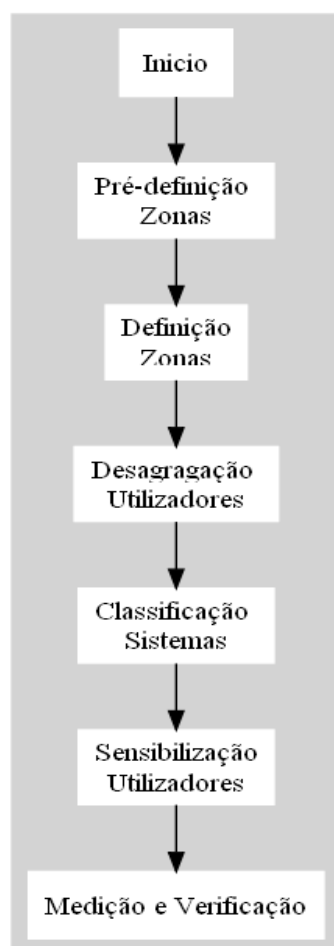 Inicio
Pré-definição
Zonas
Definição
Zonas
Desagragação
Utilizadores
Classificação
Sistemas
Sensibilização
Utilizadores
Medição e Verificação